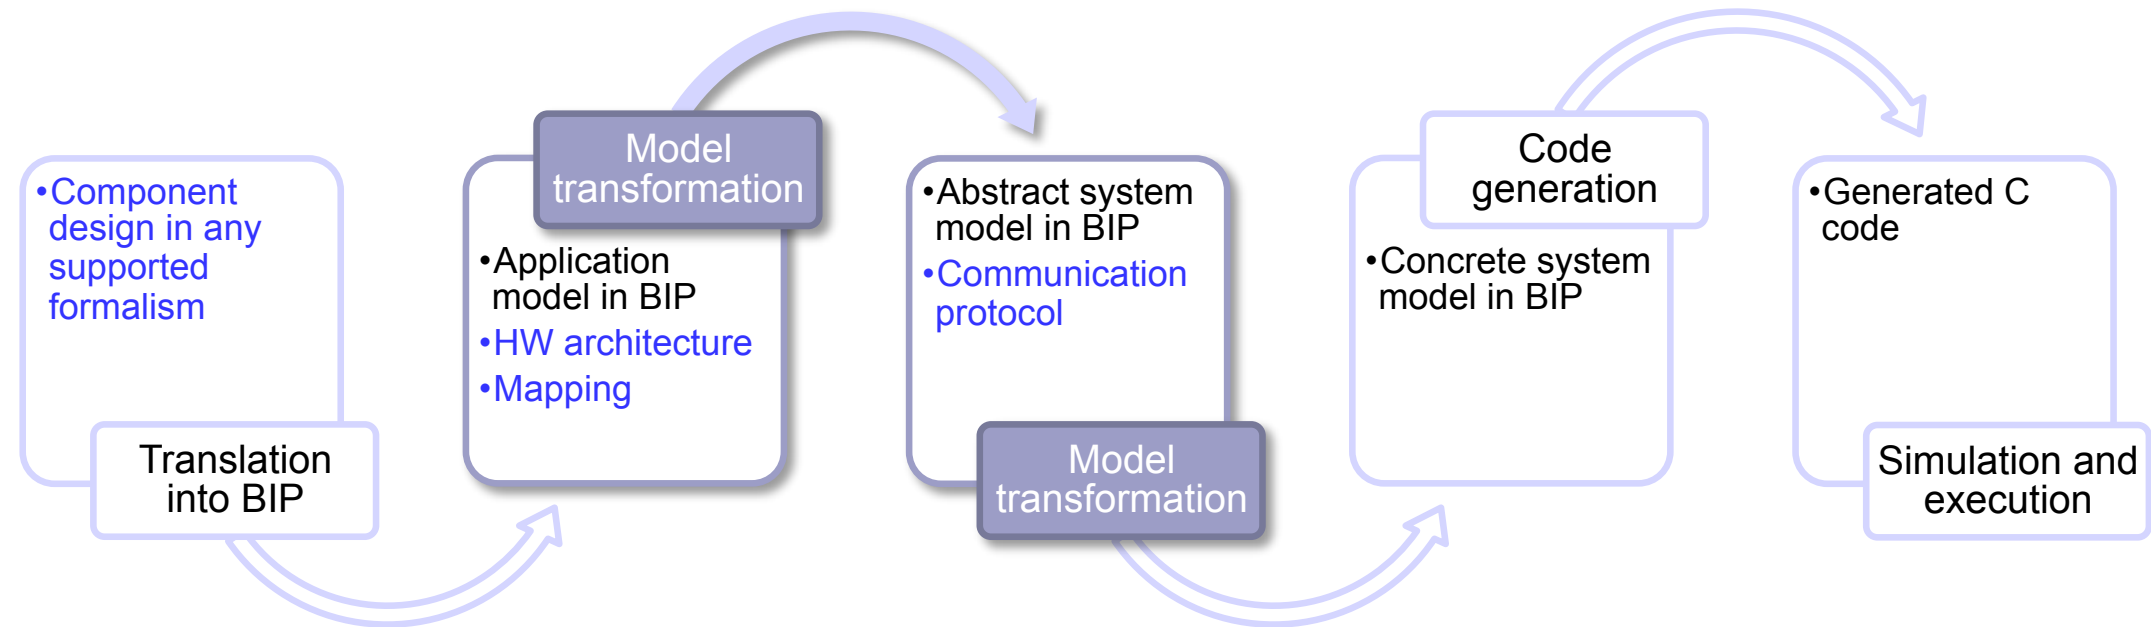 •Component
design in any
supported
formalism
Translation
into BIP
Model
transformation
•Application
model in BIP
•HW architecture
•Mapping
•Abstract system
model in BIP
•Communication
protocol
Model
transformation
Code
generation
•Concrete system
model in BIP
•Generated C
code
Simulation and
execution